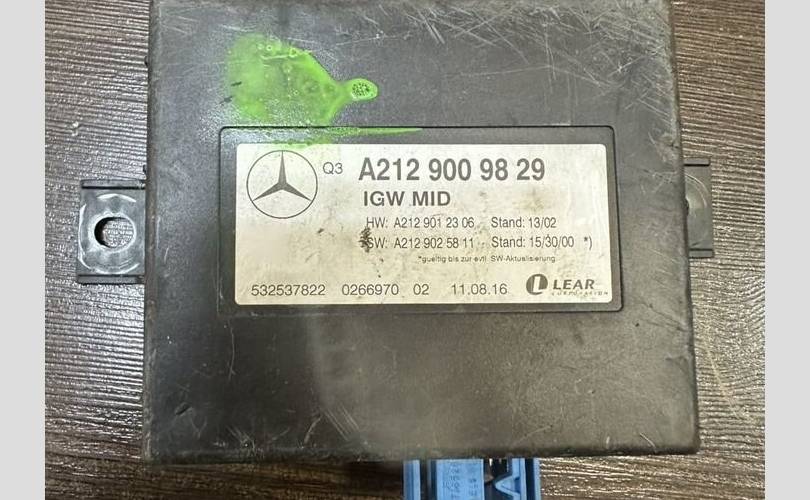 Q3 A212 900 98 29
IGW MID
HW: A212 901 23 06 Stand: 13/02
SW: A212 902 58 11 Stand: 15/30/00 *)
*gueltig bis zur evtl. SW-Aktualisierung
532537822 0266970 02 11.08.16 LEAR
CORPORATION